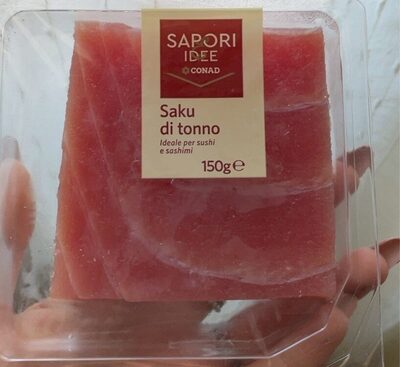 SAPORI
IDEE
CONAD
Saku
di tonno
Ideale per sushi
e sashimi
150g e